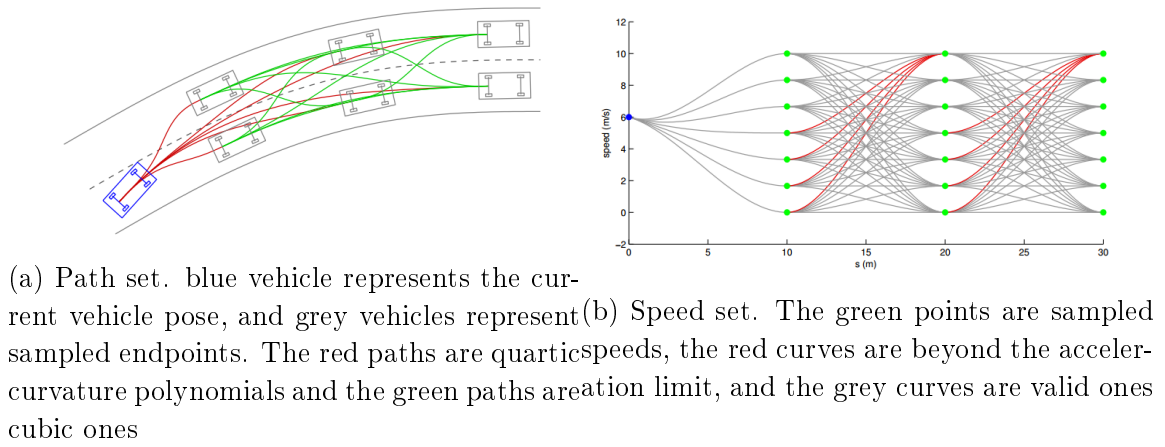 12
10
8
6
4
2
0
−2
speed (m/s)
0
5
10
15
20
25
30
s (m)
(a) Path set. blue vehicle represents the cur-
rent vehicle pose, and grey vehicles represent
sampled endpoints. The red paths are quartic
curvature polynomials and the green paths are
cubic ones
(b) Speed set. The green points are sampled
speeds, the red curves are beyond the acceler-
ation limit, and the grey curves are valid ones